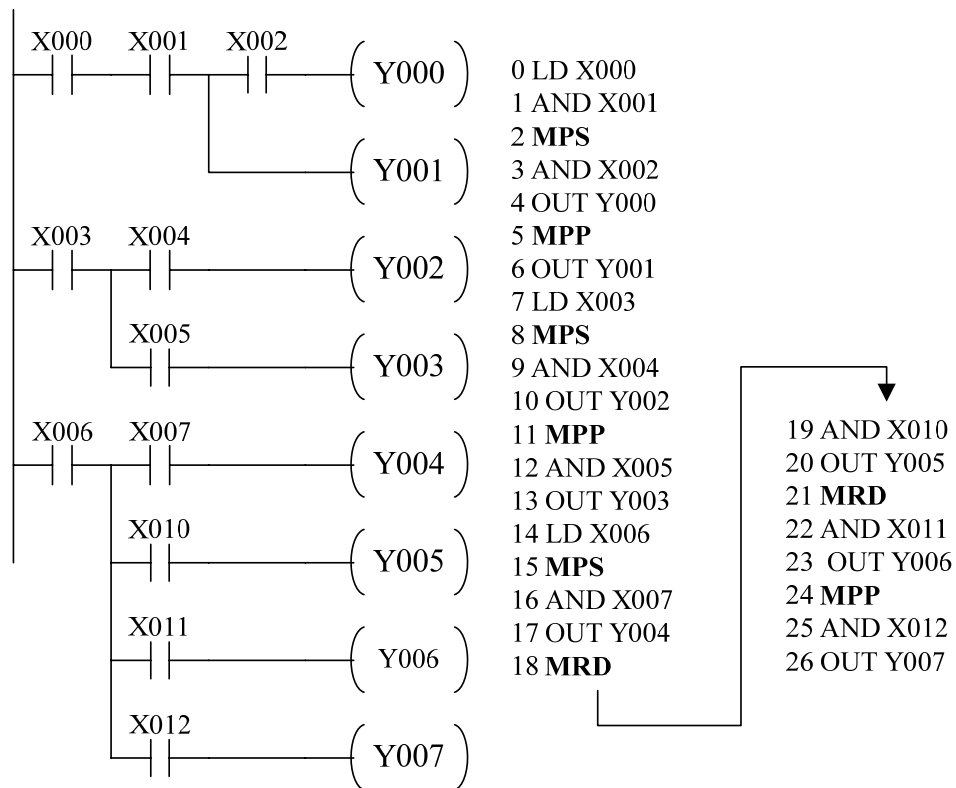 X000 X001 X002
Y000
Y001
X003 X004
Y002
X005
Y003
X006 X007
Y004
X010
Y005
X011
Y006
X012
Y007
0 LD X000
1 AND X001
2 MPS
3 AND X002
4 OUT Y000
5 MPP
6 OUT Y001
7 LD X003
8 MPS
9 AND X004
10 OUT Y002
11 MPP
12 AND X005
13 OUT Y003
14 LD X006
15 MPS
16 AND X007
17 OUT Y004
18 MRD
19 AND X010
20 OUT Y005
21 MRD
22 AND X011
23 OUT Y006
24 MPP
25 AND X012
26 OUT Y007